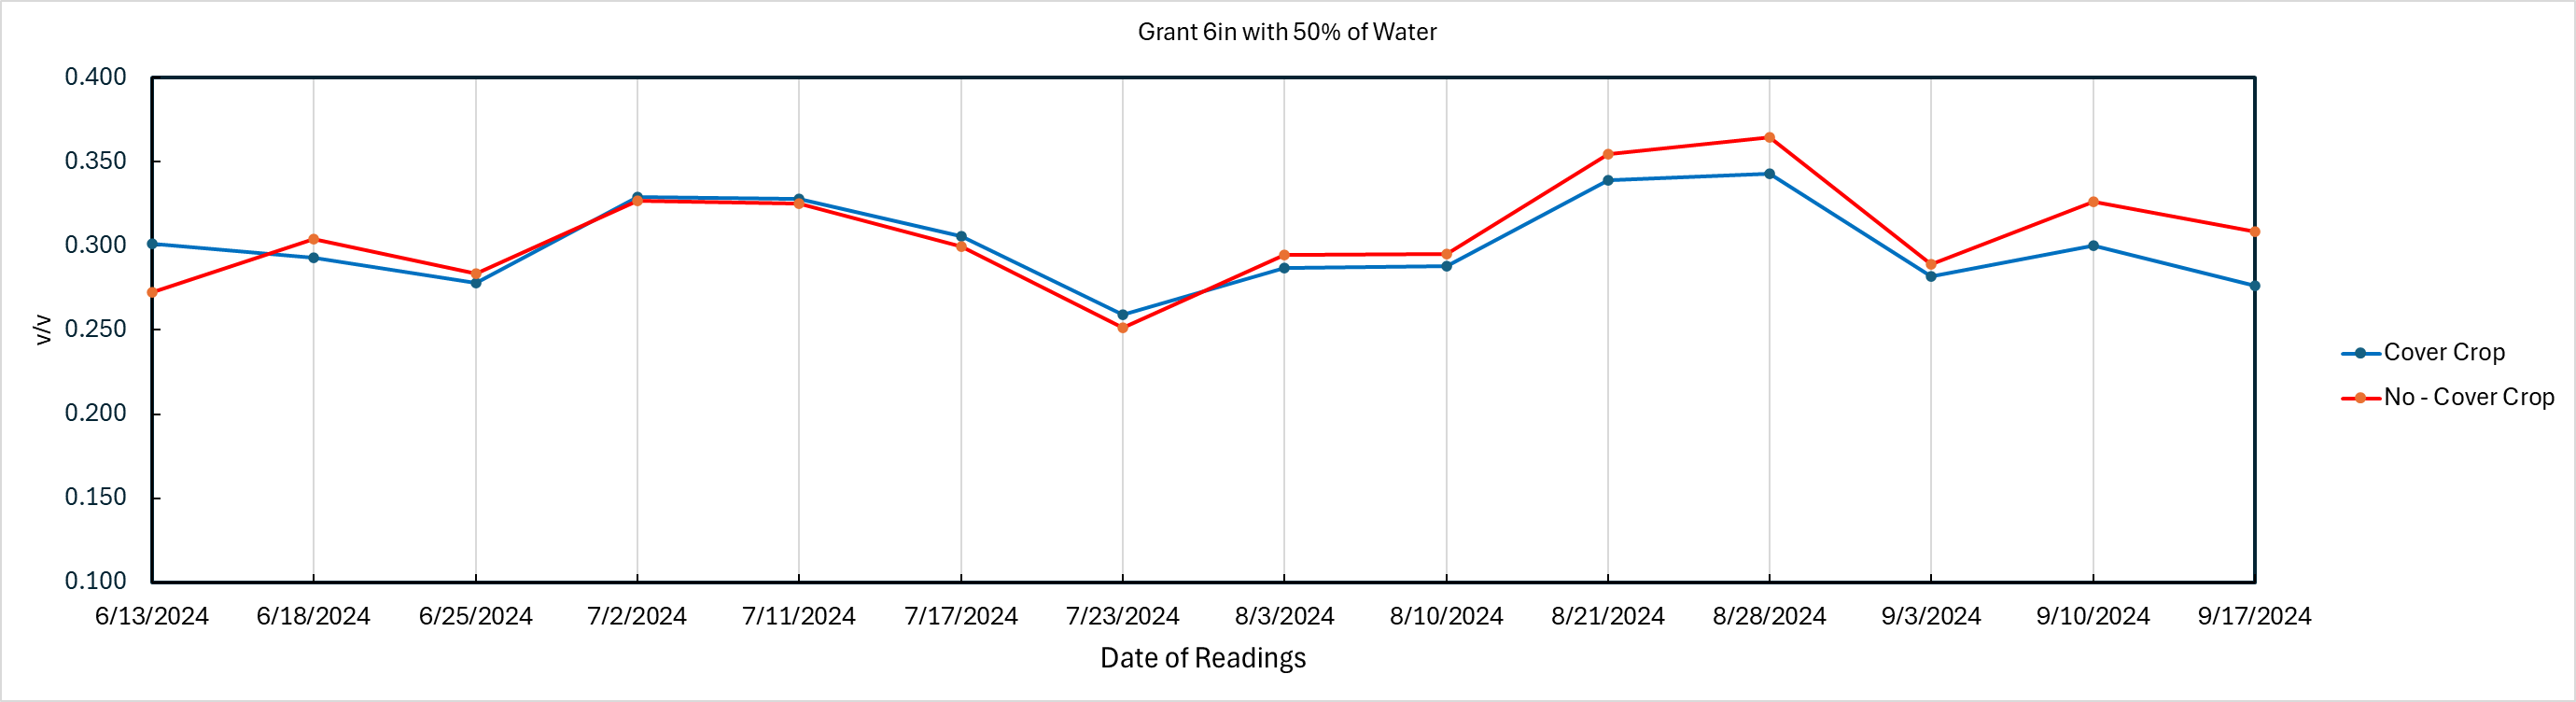 Grant 6in with 50% of Water
0.400
0.350
0.300
0.250
0.200
0.150
0.100
v/v
6/13/2024 6/18/2024 6/25/2024 7/2/2024 7/11/2024 7/17/2024 7/23/2024 8/3/2024 8/10/2024 8/21/2024 8/28/2024 9/3/2024 9/10/2024 9/17/2024
Date of Readings
Cover Crop
No - Cover Crop